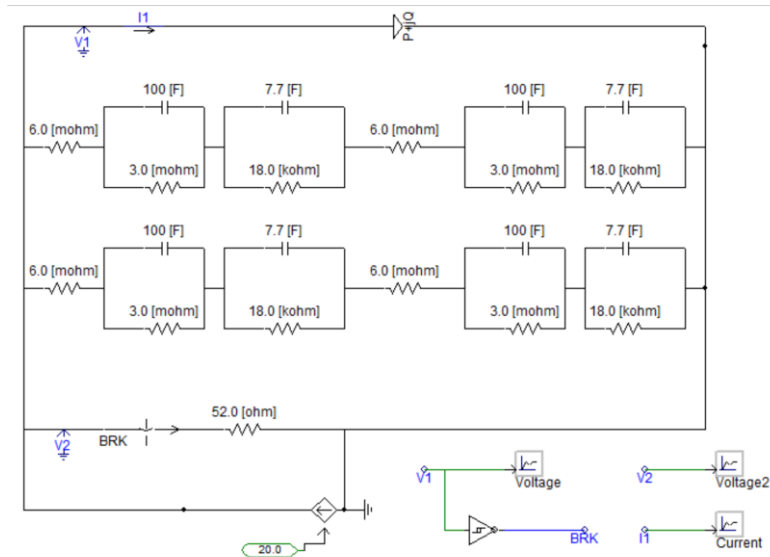 I1
V1
P+jQ
100 [F]
7.7 [F]
100 [F]
7.7 [F]
6.0 [mohm]
6.0 [mohm]
3.0 [mohm]
18.0 [kohm]
3.0 [mohm]
18.0 [kohm]
100 [F]
7.7 [F]
100 [F]
7.7 [F]
6.0 [mohm]
6.0 [mohm]
3.0 [mohm]
18.0 [kohm]
3.0 [mohm]
18.0 [kohm]
52.0 [ohm]
V2
BRK
I
I
V1
Voltage
V2
Voltage2
BRK
I1
Current
20.0